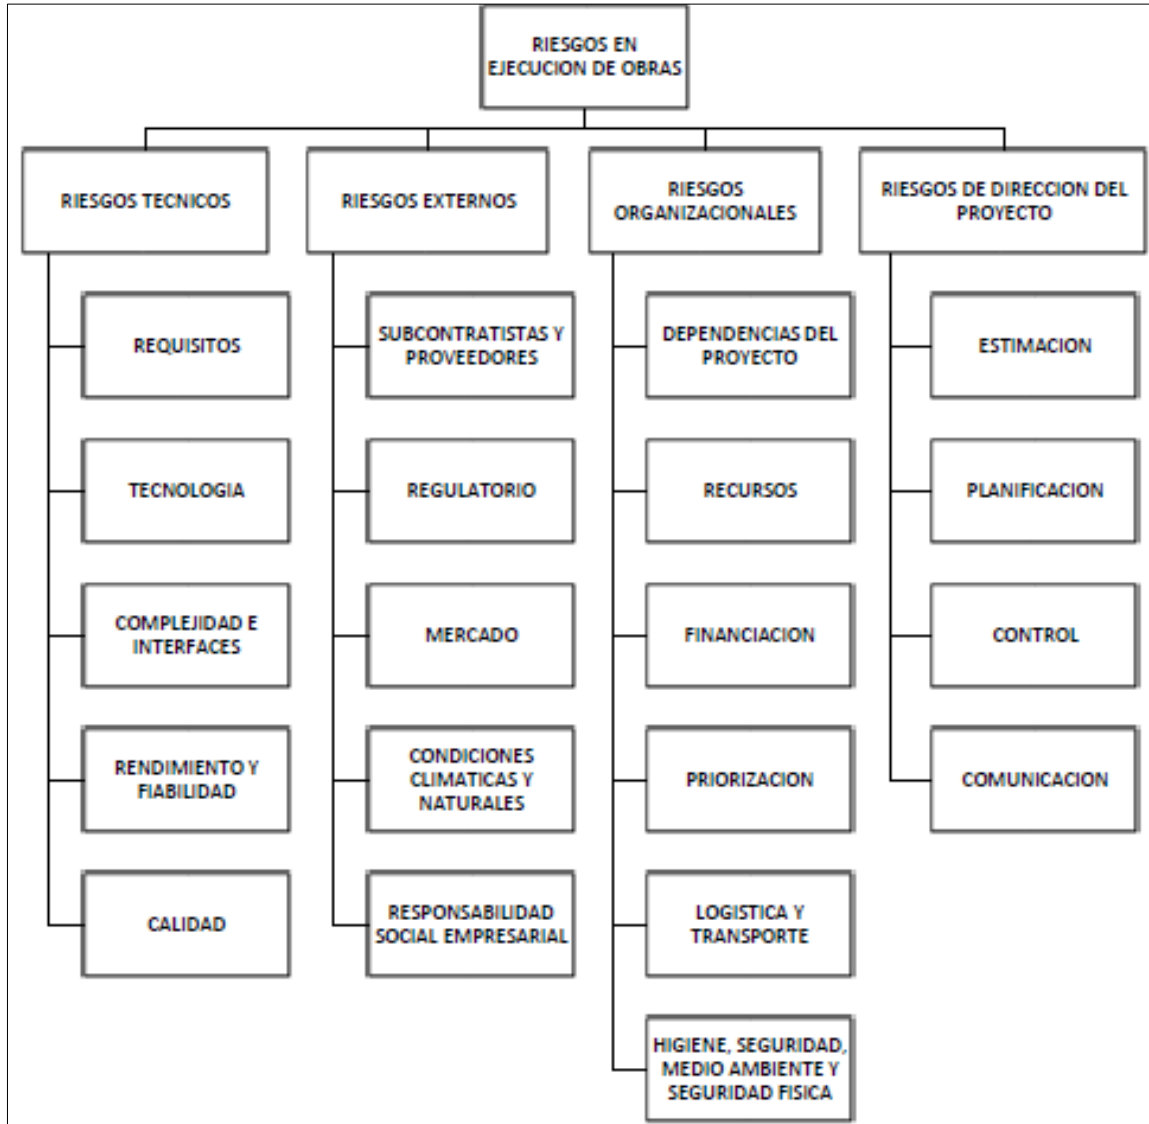 RIESGOS EN
EJECUCION DE OBRAS
RIESGOS TECNICOS
REQUISITOS
TECNOLOGIA
COMPLEJIDAD E
INTERFACES
RENDIMIENTO Y
FIABILIDAD
CALIDAD
RIESGOS EXTERNOS
SUBCONTRATISTAS Y
PROVEEDORES
REGULATORIO
MERCADO
CONDICIONES
CLIMATICAS Y
NATURALES
RESPONSABILIDAD
SOCIAL EMPRESARIAL
RIESGOS
ORGANIZACIONALES
DEPENDENCIAS DEL
PROYECTO
RECURSOS
FINANCIACION
PRIORIZACION
LOGISTICA Y
TRANSPORTE
HIGIENE, SEGURIDAD,
MEDIO AMBIENTE Y
SEGURIDAD FISICA
RIESGOS DE DIRECCION DEL
PROYECTO
ESTIMACION
PLANIFICACION
CONTROL
COMUNICACION